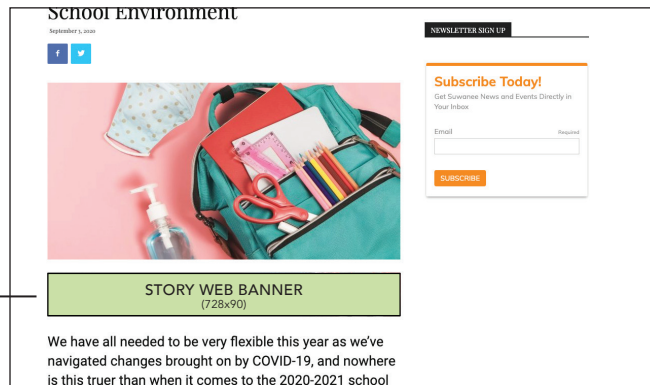 School Environment
September 3, 2020
f
NEWSLETTER SIGN UP
Subscribe Today!
Get Suwanee News and Events Directly in
Your Inbox
Email
Required
SUBSCRIBE
STORY WEB BANNER
(728x90)
We have all needed to be very flexible this year as we’ve
navigated changes brought on by COVID-19, and nowhere
is this truer than when it comes to the 2020-2021 school